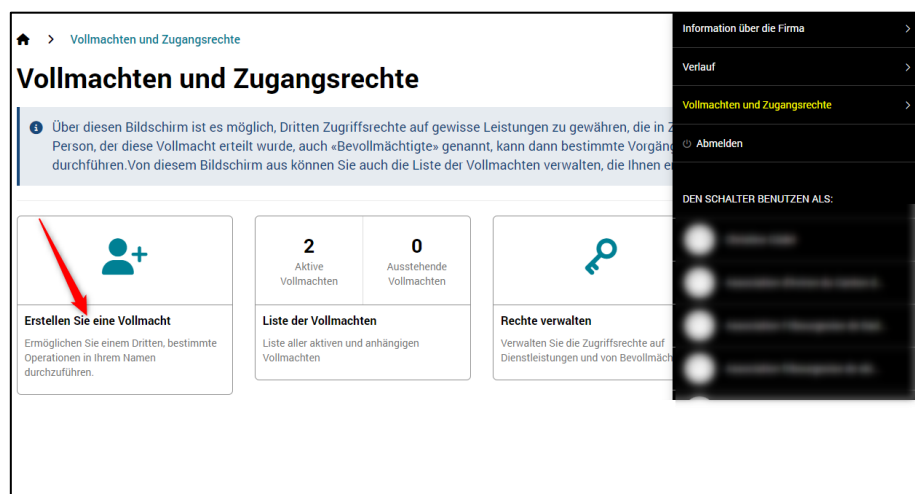 Vollmachten und Zugangsrechte
Vollmachten und Zugangsrechte
Über diesen Bildschirm ist es möglich, Dritten Zugriffsrechte auf gewisse Leistungen zu gewähren, die in
Person, der diese Vollmacht erteilt wurde, auch «Bevollmächtigte» genannt, kann dann bestimmte
durchführen.Von diesem Bildschirm aus können Sie auch die Liste der Vollmachten verwalten, die Ihnen
Erstellen Sie eine Vollmacht
Ermöglichen Sie einem Dritten, bestimmte
Operationen in Ihrem Namen
durchzuführen.
2
Aktive
Vollmachten
0
Ausstehende
Vollmachten
Liste der Vollmachten
Liste aller aktiven und anhängigen
Vollmachten
Rechte verwalten
Verwalten Sie die Zugriffsrechte auf
Dienstleistungen und von
Information über die Firma
Verlauf
Vollmachten und Zugangsrechte
Abmelden
DEN SCHALTER BENUTZEN ALS: